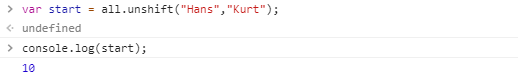 > var start = all.unshift("Hans","Kurt");
< undefined
> console.log(start);
10